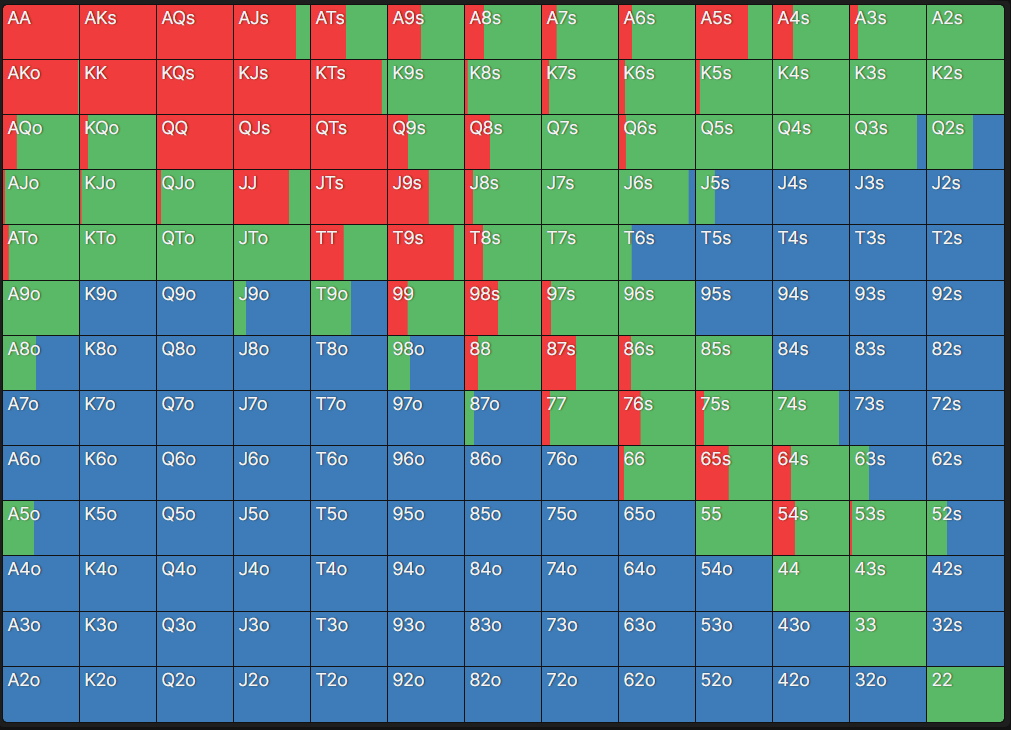 AA AKs AQs AJs ATs A9s A8s A7s A6s A5s A4s A3s A2s
AKo KK KQs KJs KTs K9s K8s K7s K6s K5s K4s K3s K2s
AQo KQo QQ QJs QTs Q9s Q8s Q7s Q6s Q5s Q4s Q3s Q2s
AJo KJo QJo JJ JTs J9s J8s J7s J6s J5s J4s J3s J2s
ATo KTo QTo JTo TT T9s T8s T7s T6s T5s T4s T3s T2s
A9o K9o Q9o J9o T9o 99 98s 97s 96s 95s 94s 93s 92s
A8o K8o Q8o J8o T8o 98o 88 87s 86s 85s 84s 83s 82s
A7o K7o Q7o J7o T7o 97o 87o 77 76s 75s 74s 73s 72s
A6o K6o Q6o J6o T6o 96o 86o 76o 66 65s 64s 63s 62s
A5o K5o Q5o J5o T5o 95o 85o 75o 65o 55 54s 53s 52s
A4o K4o Q4o J4o T4o 94o 84o 74o 64o 54o 44 43s 42s
A3o K3o Q3o J3o T3o 93o 83o 73o 63o 53o 43o 33 32s
A2o K2o Q2o J2o T2o 92o 82o 72o 62o 52o 42o 32o 22